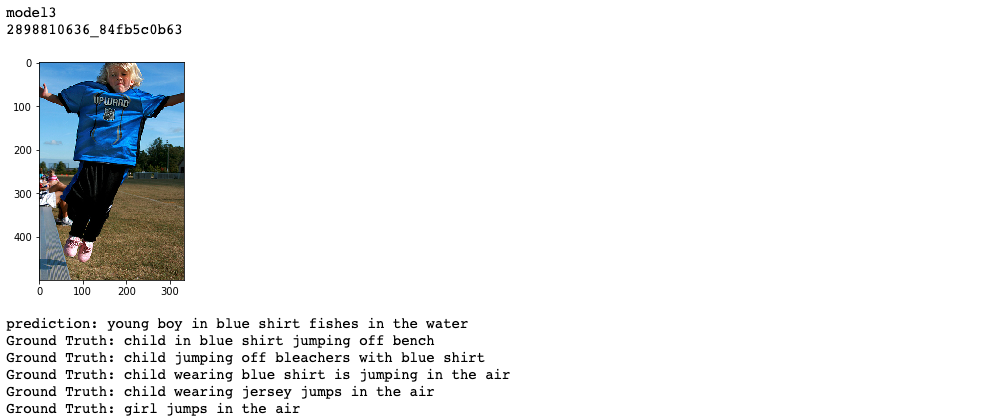 model3
2898810636_84fb5c0b63
0
100
200
300
400
UPWARD
0 100 200 300
prediction: young boy in blue shirt fishes in the water
Ground Truth: child in blue shirt jumping off bench
Ground Truth: child jumping off bleachers with blue shirt
Ground Truth: child wearing blue shirt is jumping in the air
Ground Truth: child wearing jersey jumps in the air
Ground Truth: girl jumps in the air